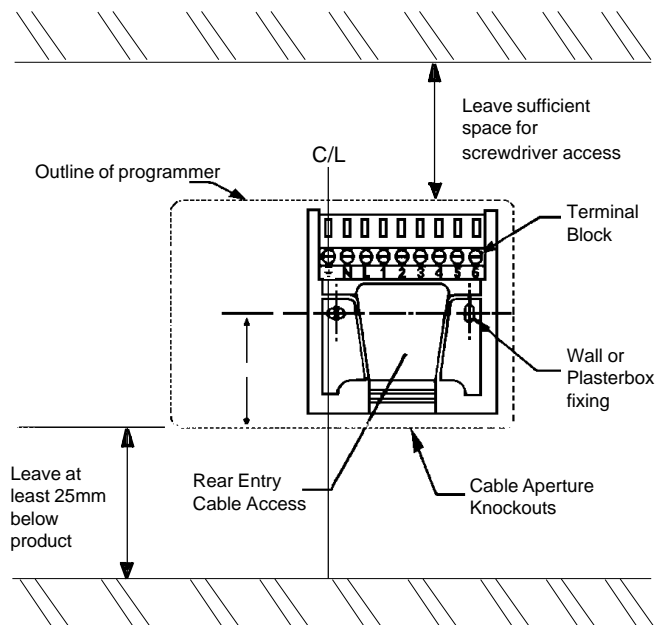 Leave sufficient
space for
screwdriver access
C/L
Outline of programmer
Terminal
Block
N L 1 2 3 4 5 6
Wall or
Plasterbox
fixing
Leave at
least 25mm
below
product
Rear Entry
Cable Access
Cable Aperture
Knockouts